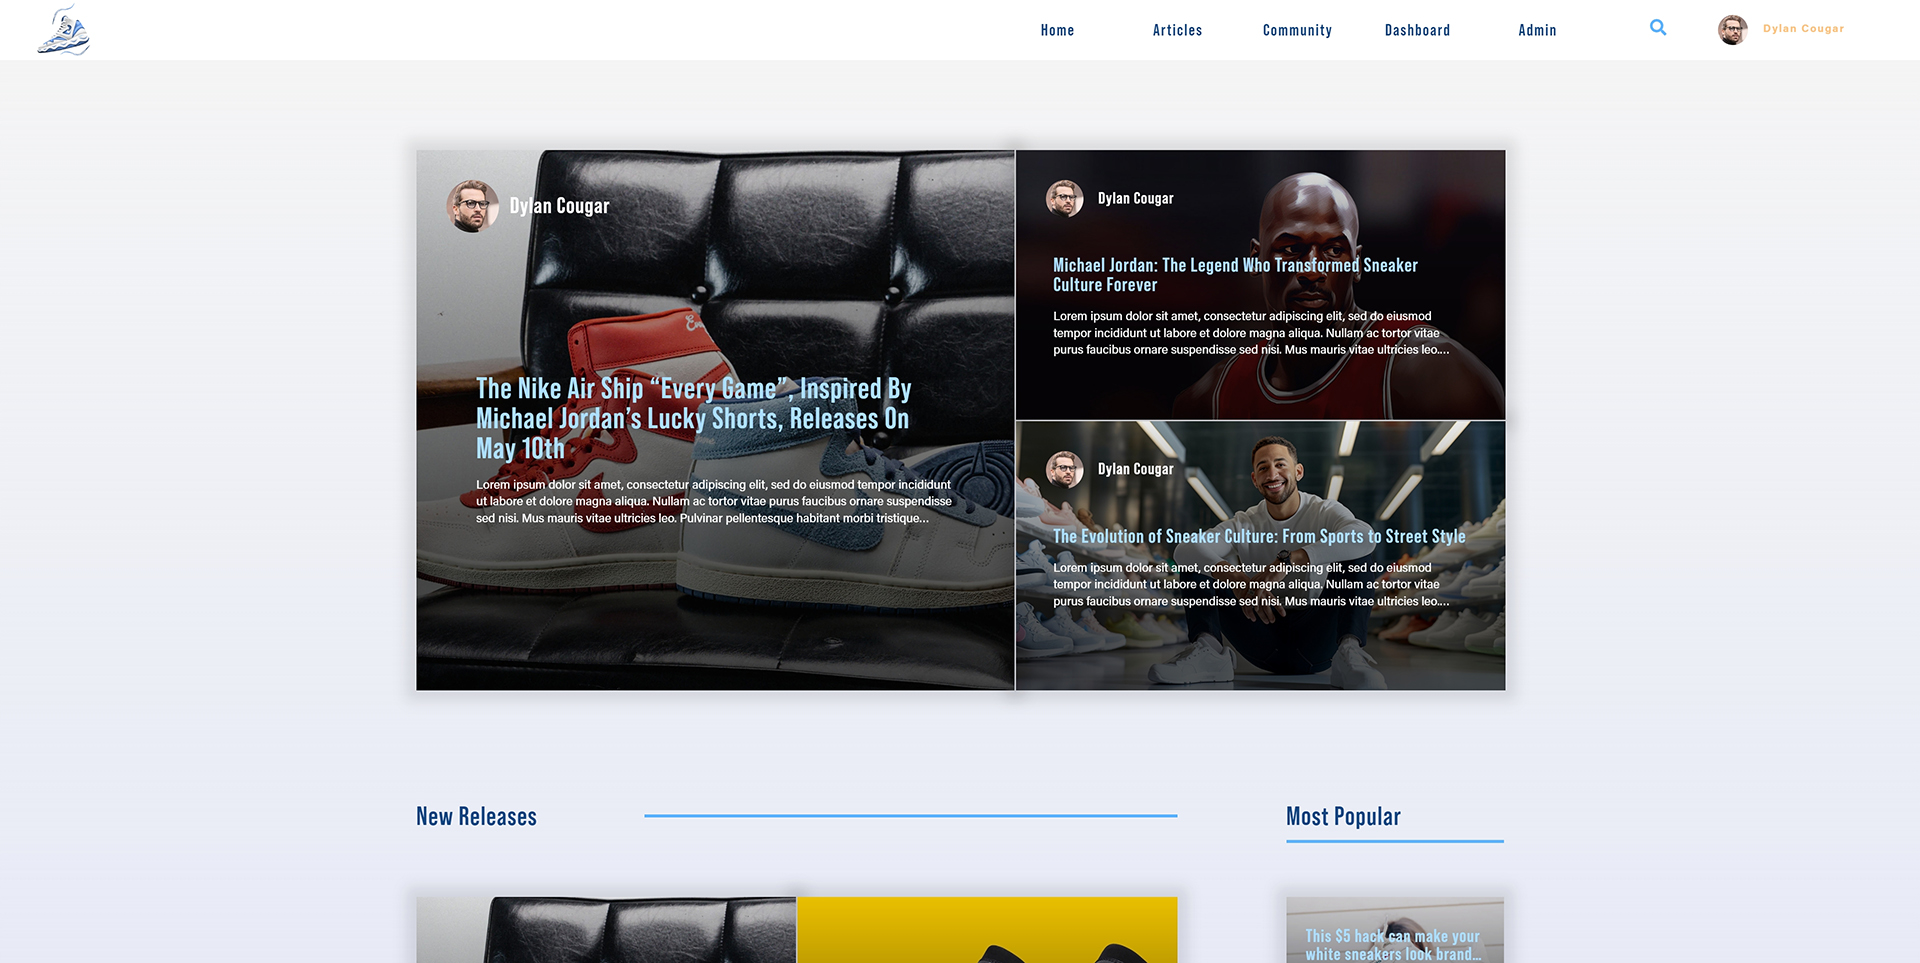 Home
Articles
Community
Dashboard
Admin
Dylan Cougar
Dylan Cougar
The Nike Air Ship “Every Game”, Inspired By
Michael Jordan’s Lucky Shorts, Releases On
May 10th
Lorem ipsum dolor sit amet, consectetur adipiscing elit, sed do eiusmod tempor incididunt
ut labore et dolore magna aliqua. Nullam ac tortor vitae purus faucibus ornare suspendisse
sed nisi. Mus mauris vitae ultricies leo. Pulvinar pellentesque habitant morbi tristique...
Dylan Cougar
Michael Jordan: The Legend Who Transformed Sneaker
Culture Forever
Lorem ipsum dolor sit amet, consectetur adipiscing elit, sed do eiusmod
tempor incididunt ut labore et dolore magna aliqua. Nullam ac tortor vitae
purus faucibus ornare suspendisse sed nisi. Mus mauris vitae ultricies leo....
Dylan Cougar
The Evolution of Sneaker Culture: From Sports to Street Style
Lorem ipsum dolor sit amet, consectetur adipiscing elit, sed do eiusmod
tempor incididunt ut labore et dolore magna aliqua. Nullam ac tortor vitae
purus faucibus ornare suspendisse sed nisi. Mus mauris vitae ultricies leo....
New Releases
Most Popular
This $5 hack can make your
white sneakers look brand...